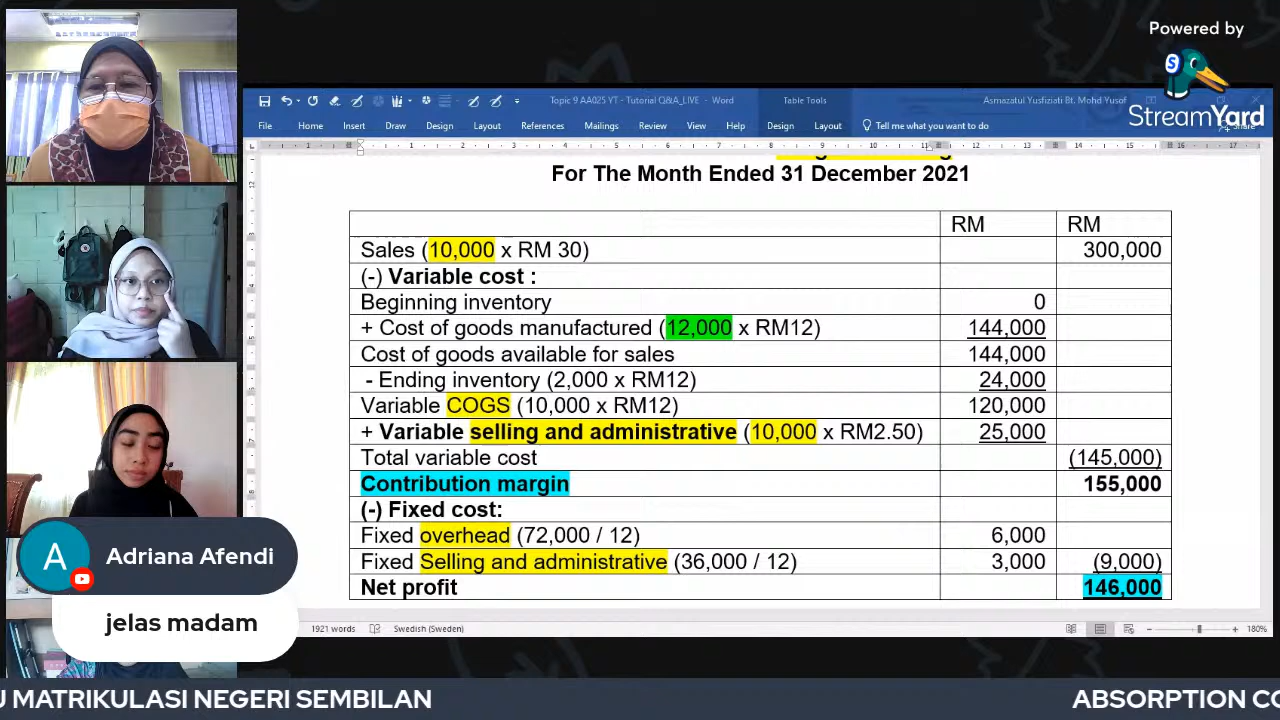 Powered by
StreamYard
Topic 9 AA025 YT - Tutorial Q&A_LIVE - Word
Table Tools
Asmazatul Yusfiziati Bt. Mohd Yusof
File Home Insert Draw Design Layout References Mailings Review View Help Design Layout Tell me what you want to do Share
For The Month Ended 31 December 2021
RM RM
Sales (10,000 x RM 30) 300,000
(-) Variable cost :
Beginning inventory 0
+ Cost of goods manufactured (12,000 x RM12) 144,000
Cost of goods available for sales 144,000
- Ending inventory (2,000 x RM12) 24,000
Variable COGS (10,000 x RM12) 120,000
+ Variable selling and administrative (10,000 x RM2.50) 25,000
Total variable cost (145,000)
Contribution margin 155,000
(-) Fixed cost:
Fixed overhead (72,000 / 12) 6,000
Fixed Selling and administrative (36,000 / 12) 3,000 (9,000)
Net profit 146,000
A Adriana Afendi
jelas madam
1921 words Swedish (Sweden) 180%
U MATRIKULASI NEGERI SEMBILAN
ABSORPTION CO